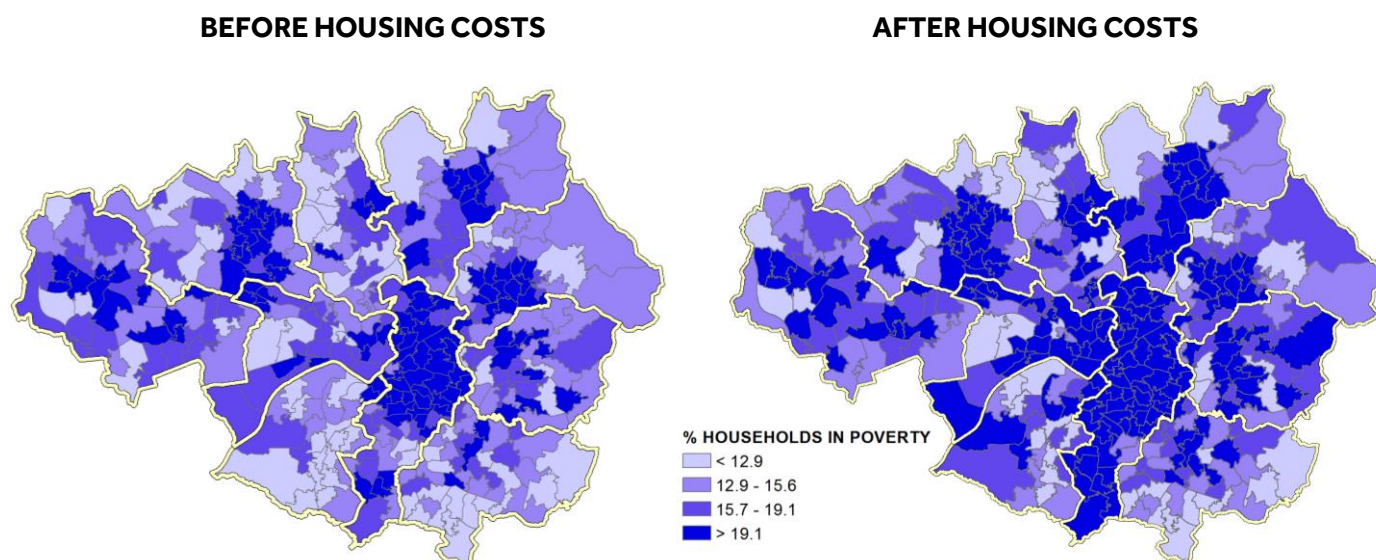 BEFORE HOUSING COSTS
AFTER HOUSING COSTS
% HOUSEHOLDS IN POVERTY
< 12.9
12.9 - 15.6
15.7 - 19.1
> 19.1